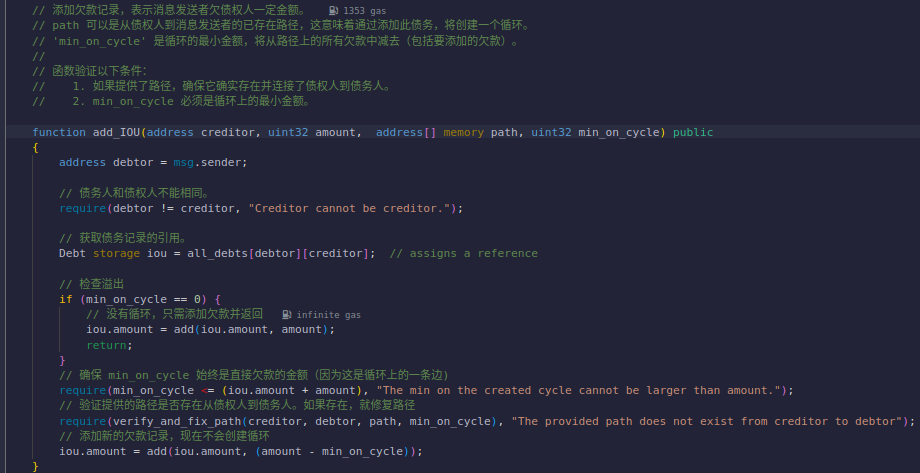 // 添加欠款记录，表示消息发送者欠债权人一定金额。 1353 gas
// path 可以是从债权人到消息发送者的已存在路径，这意味着通过添加此债务，将创建一个循环。
// 'min_on_cycle' 是循环的最小金额，将从路径上的所有欠款中减去（包括要添加的欠款）。
//
// 函数验证以下条件：
//    1. 如果提供了路径，确保它确实存在并连接了债权人到债务人。
//    2. min_on_cycle 必须是循环上的最小金额。
function add_IOU(address creditor, uint32 amount,  address[] memory path, uint32 min_on_cycle) public
{
    address debtor = msg.sender;
    // 债务人和债权人不能相同。
    require(debtor != creditor, "Creditor cannot be creditor.");
    // 获取债务记录的引用。
    Debt storage iou = all_debts[debtor][creditor];  // assigns a reference
    // 检查溢出
    if (min_on_cycle == 0) {
        // 没有循环，只需添加欠款并返回 infinite gas
        iou.amount = add(iou.amount, amount);
        return;
    }
    // 确保 min_on_cycle 始终是直接欠款的金额（因为这是循环上的一条边)
    require(min_on_cycle <= (iou.amount + amount), "The min on the created cycle cannot be larger than amount.");
    // 验证提供的路径是否存在从债权人到债务人。如果存在，就修复路径
    require(verify_and_fix_path(creditor, debtor, path, min_on_cycle), "The provided path does not exist from creditor to debtor");
    // 添加新的欠款记录，现在不会创建循环
    iou.amount = add(iou.amount, (amount - min_on_cycle));
}